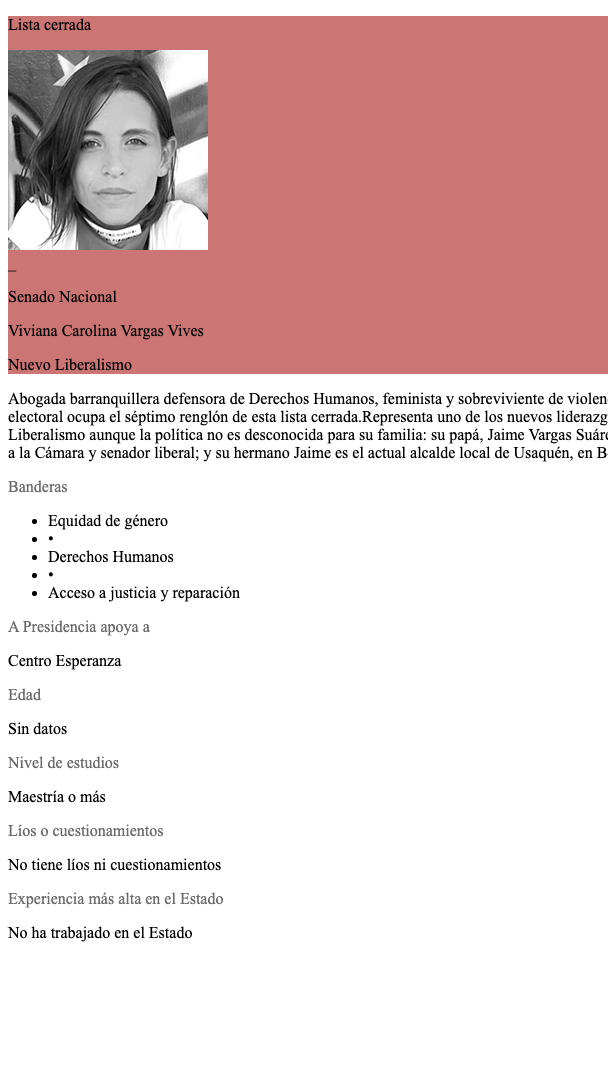 Lista cerrada
_
Senado Nacional
Viviana Carolina Vargas Vives
Nuevo Liberalismo
Abogada barranquillera defensora de Derechos Humanos, feminista y sobreviviente de violen
electoral ocupa el séptimo renglón de esta lista cerrada.Representa uno de los nuevos liderazg
Liberalismo aunque la política no es desconocida para su familia: su papá, Jaime Vargas Suár
a la Cámara y senador liberal; y su hermano Jaime es el actual alcalde local de Usaquén, en B
Banderas
• Equidad de género
• •
• Derechos Humanos
• •
• Acceso a justicia y reparación
A Presidencia apoya a
Centro Esperanza
Edad
Sin datos
Nivel de estudios
Maestría o más
Líos o cuestionamientos
No tiene líos ni cuestionamientos
Experiencia más alta en el Estado
No ha trabajado en el Estado